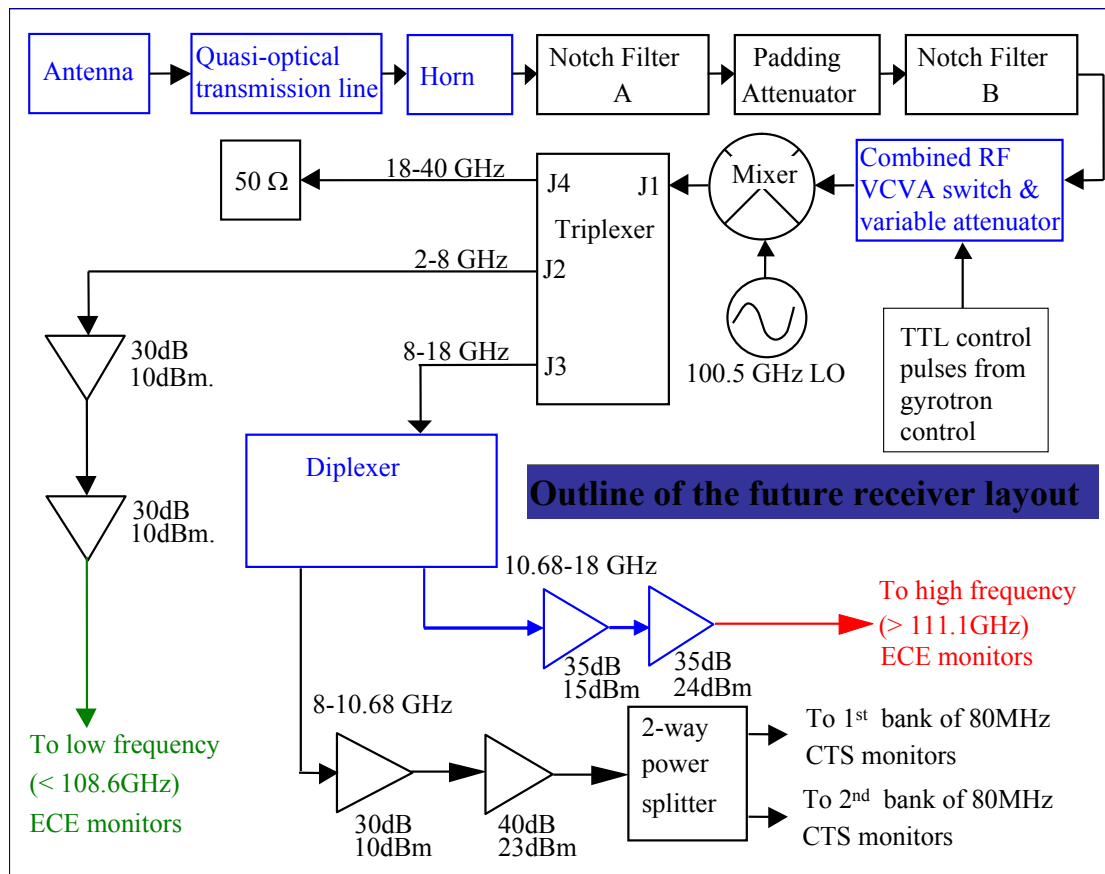 Antenna
Quasi-optical
transmission line
Horn
Notch Filter
A
Padding
Attenuator
Notch Filter
B
50 Ω
18-40 GHz
J4
J1
Triplexer
Mixer
Combined RF
VCVA switch &
variable attenuator
2-8 GHz
J2
8-18 GHz
J3
100.5 GHz LO
TTL control
pulses from
gyrotron
control
30dB
10dBm.
30dB
10dBm.
Diplexer
Outline of the future receiver layout
10.68-18 GHz
35dB
15dBm
35dB
24dBm
To high frequency
(> 111.1GHz)
ECE monitors
8-10.68 GHz
30dB
10dBm
40dB
23dBm
2-way
power
splitter
To 1st bank of 80MHz
CTS monitors
To 2nd bank of 80MHz
CTS monitors
To low frequency
(< 108.6GHz)
ECE monitors